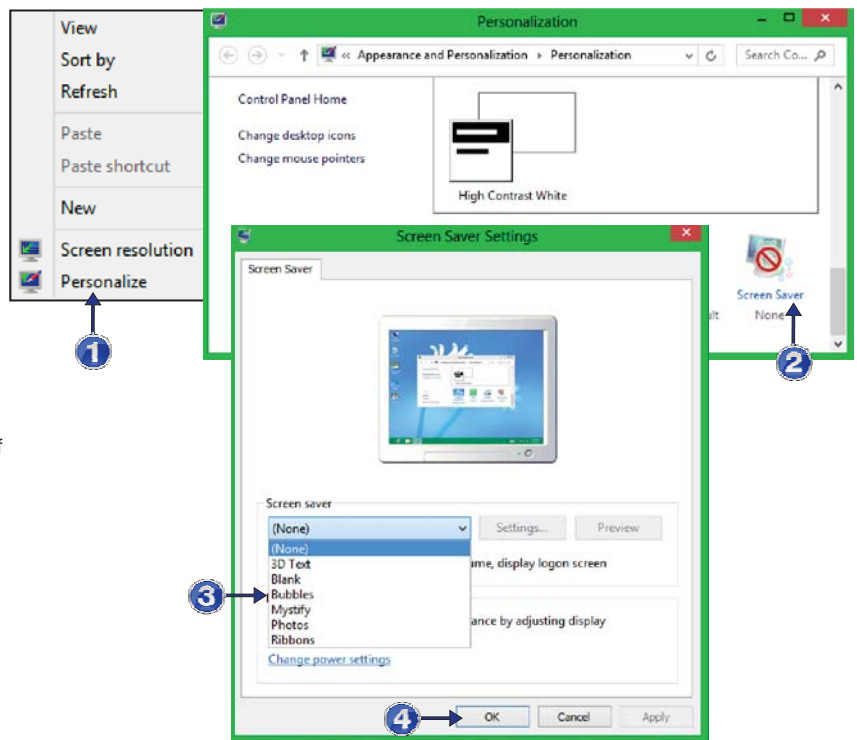 View
Sort by
Refresh
Paste
Paste shortcut
New
Screen resolution
Personalize
1
Personalization
« Appearance and Personalization ▸ Personalization
Search Co...
Control Panel Home
Change desktop icons
Change mouse pointers
High Contrast White
Screen Saver
None
ult
2
f
Screen Saver Settings
Screen Saver
Screen saver
(None)
Settings...
Preview
(None)
3D Text
Blank
Bubbles
Mystify
Photos
Ribbons
ume, display logon screen
3
ance by adjusting display
Change power settings
4
OK
Cancel
Apply